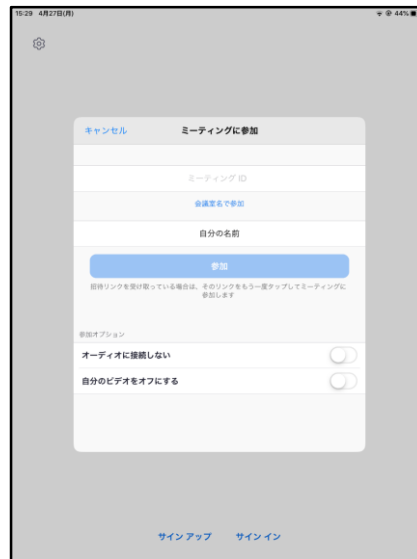 15:29 4月27日(月)
44%
キャンセル ミーティングに参加
ミーティング ID
会議室名で参加
自分の名前
参加
招待リンクを受け取っている場合は、そのリンクをもう一度タップしてミーティングに
参加します
参加オプション
オーディオに接続しない
自分のビデオをオフにする
サイン アップ サイン イン